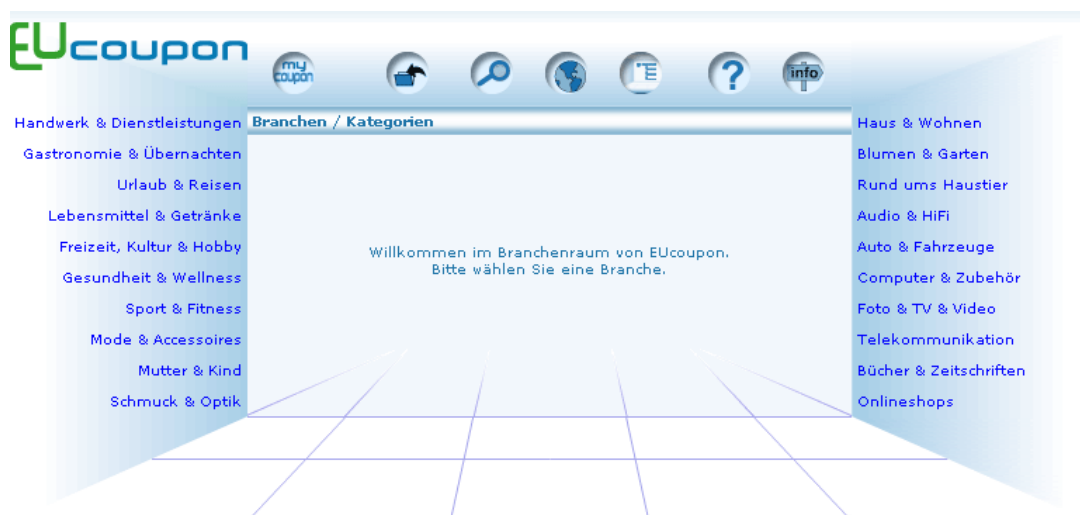 EUcoupon
my
coupon
?
info
Handwerk & Dienstleistungen
Gastronomie & Übernachten
Urlaub & Reisen
Lebensmittel & Getränke
Freizeit, Kultur & Hobby
Gesundheit & Wellness
Sport & Fitness
Mode & Accessoires
Mutter & Kind
Schmuck & Optik
Branchen / Kategorien
Willkommen im Branchenraum von EUcoupon.
Bitte wählen Sie eine Branche.
Haus & Wohnen
Blumen & Garten
Rund ums Haustier
Audio & HiFi
Auto & Fahrzeuge
Computer & Zubehör
Foto & TV & Video
Telekommunikation
Bücher & Zeitschriften
Onlineshops